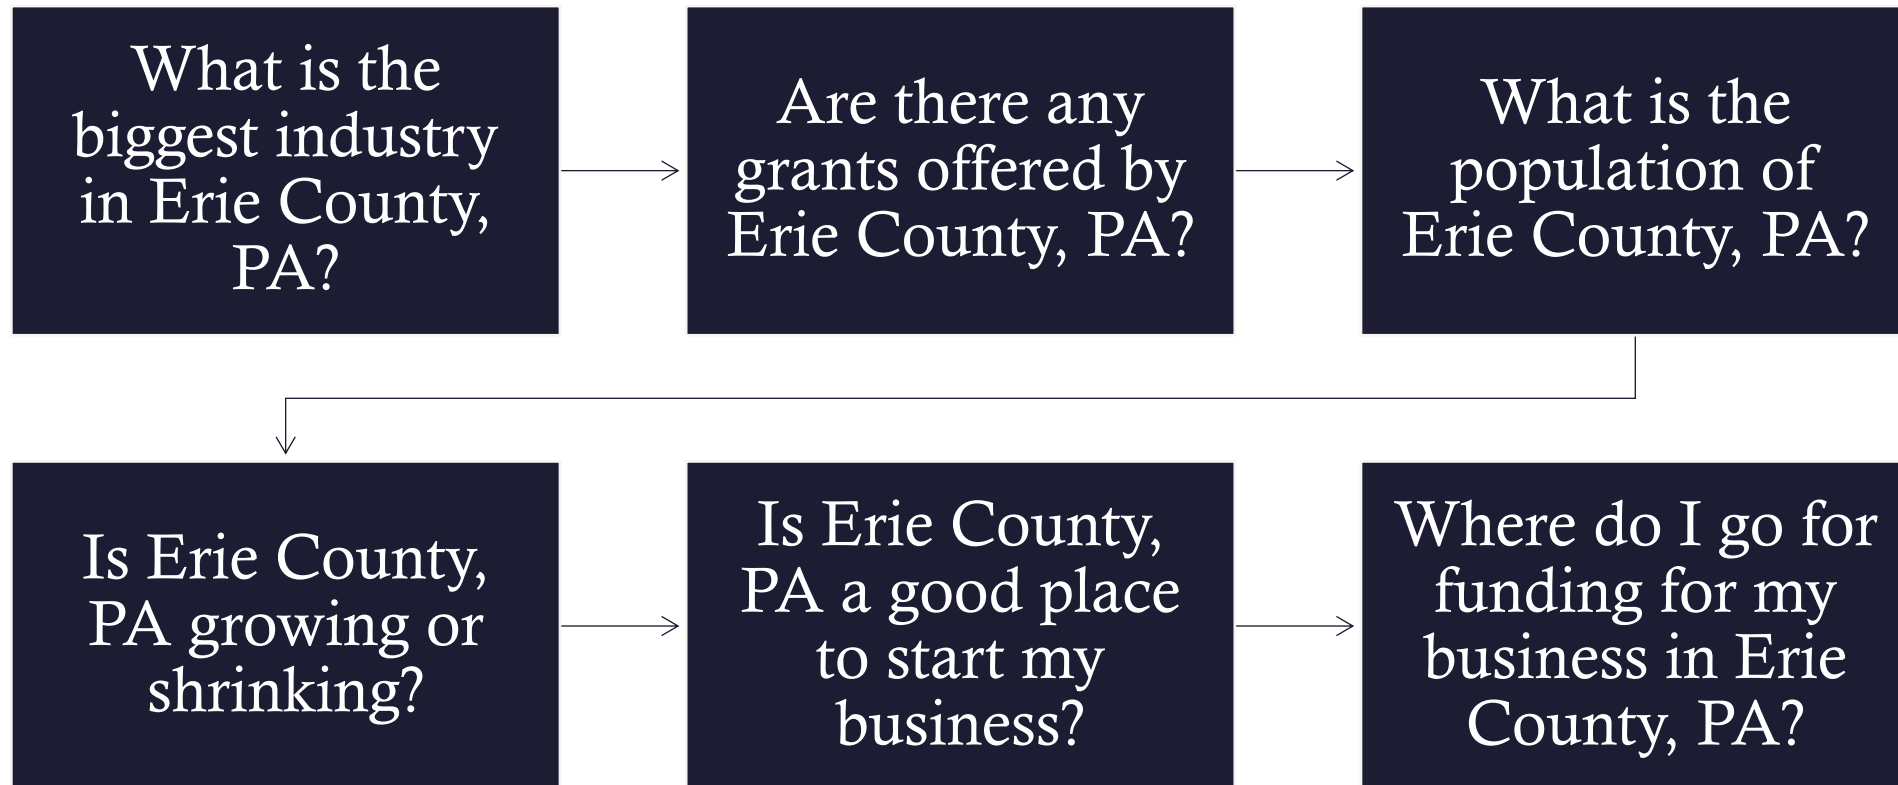 What is the
biggest industry
in Erie County,
PA?
Are there any
grants offered by
Erie County, PA?
What is the
population of
Erie County, PA?
Is Erie County,
PA growing or
shrinking?
Is Erie County,
PA a good place
to start my
business?
Where do I go for
funding for my
business in Erie
County, PA?